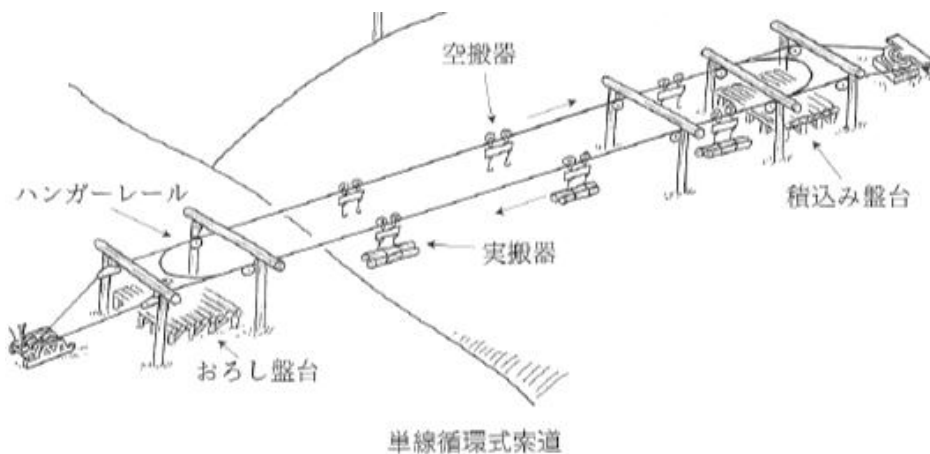 空搬器
ハンガーレール
積込み盤台
実搬器
おろし盤台
単線循環式索道